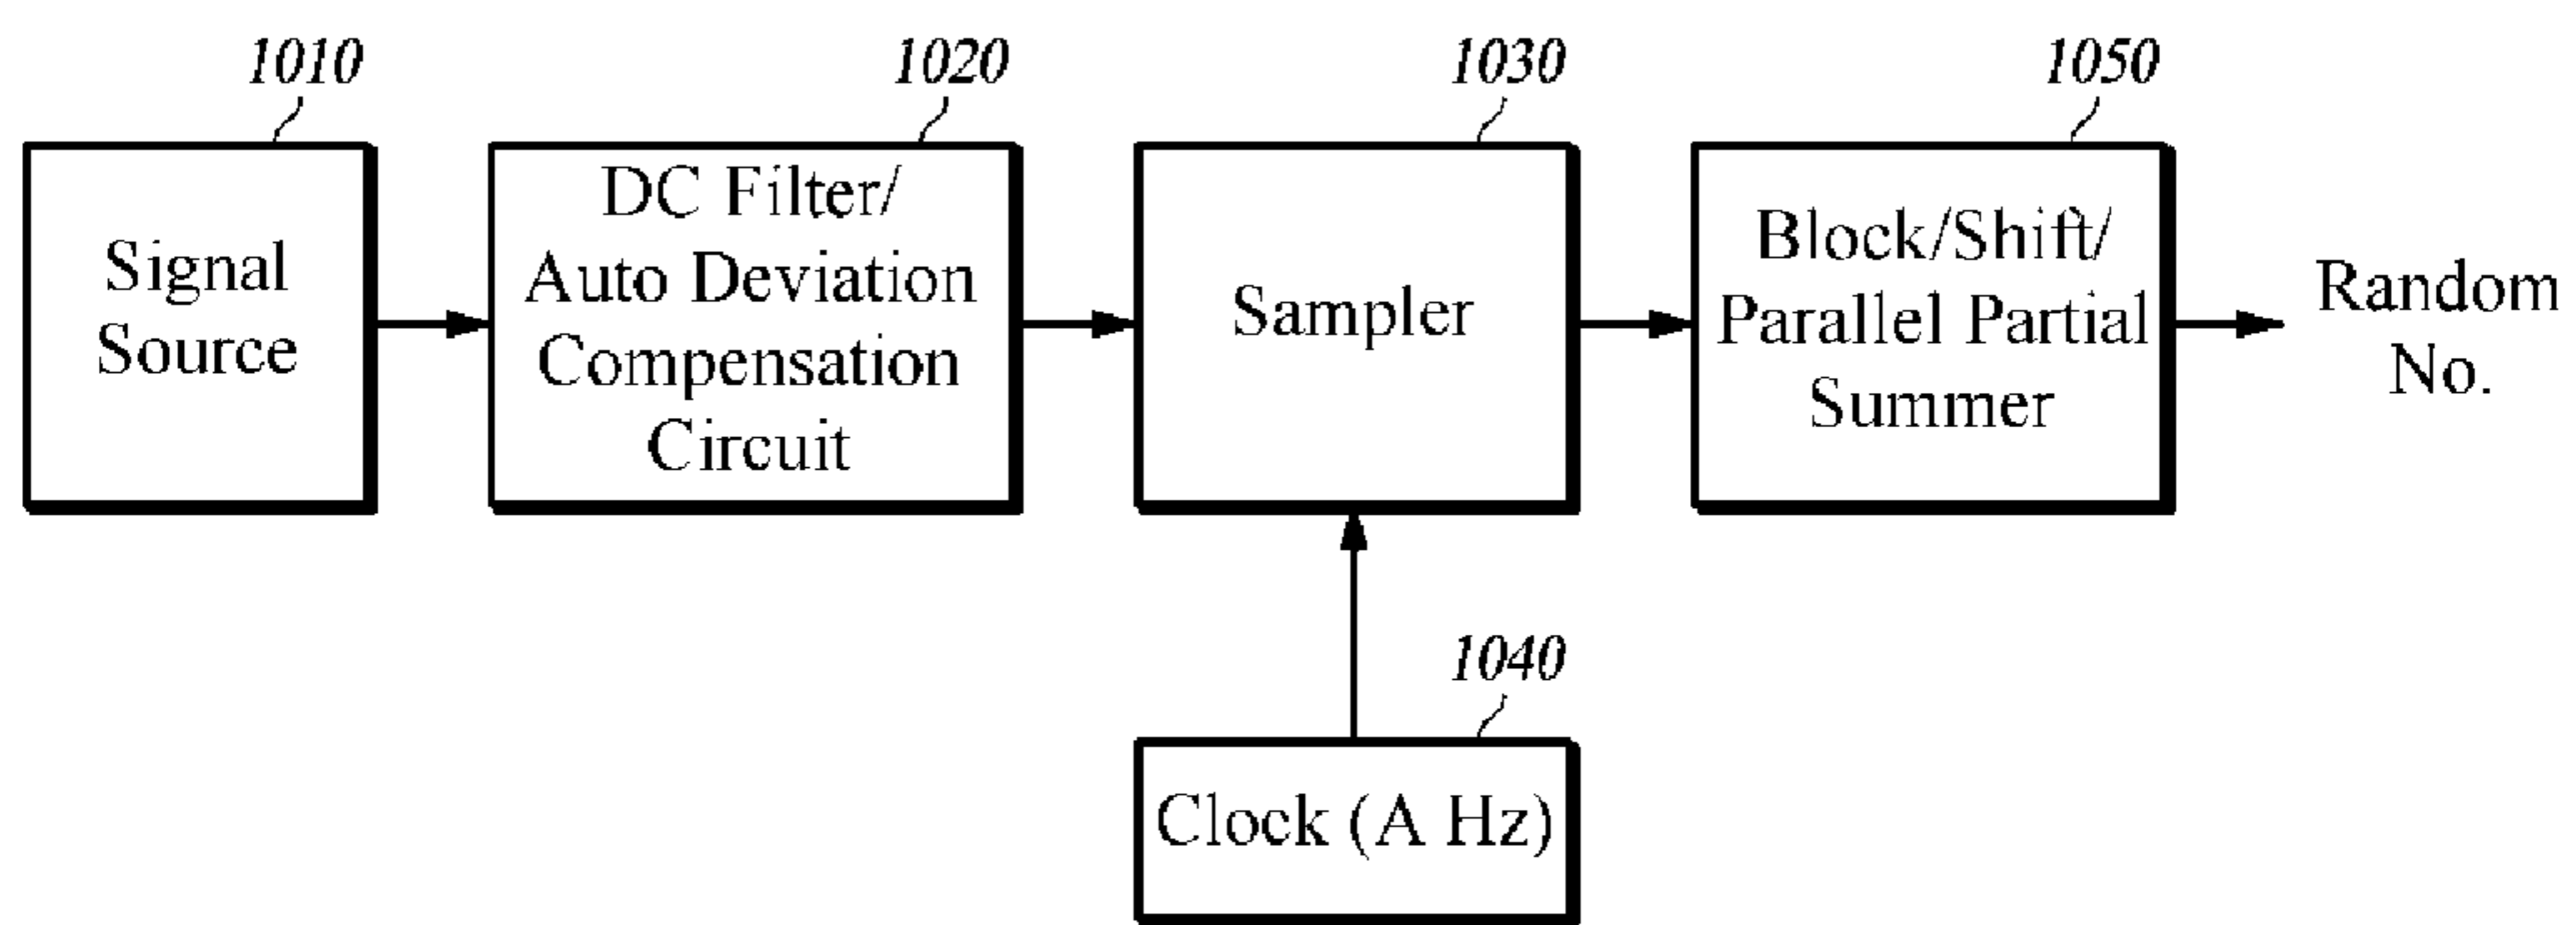 1010
Signal
Source
1020
DC Filter/
Auto Deviation
Compensation
Circuit
1030
Sampler
1050
Block/Shift/
Parallel Partial
Summer
Random
No.
1040
Clock (A Hz)